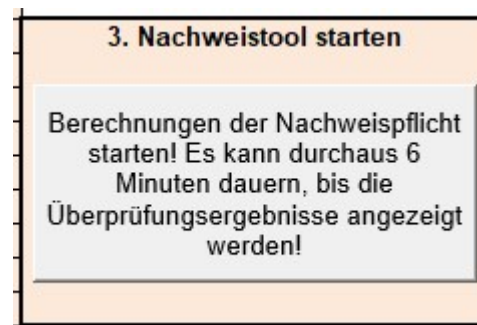 3. Nachweistool starten
Berechnungen der Nachweispflicht
starten! Es kann durchaus 6
Minuten dauern, bis die
Überprüfungsergebnisse angezeigt
werden!